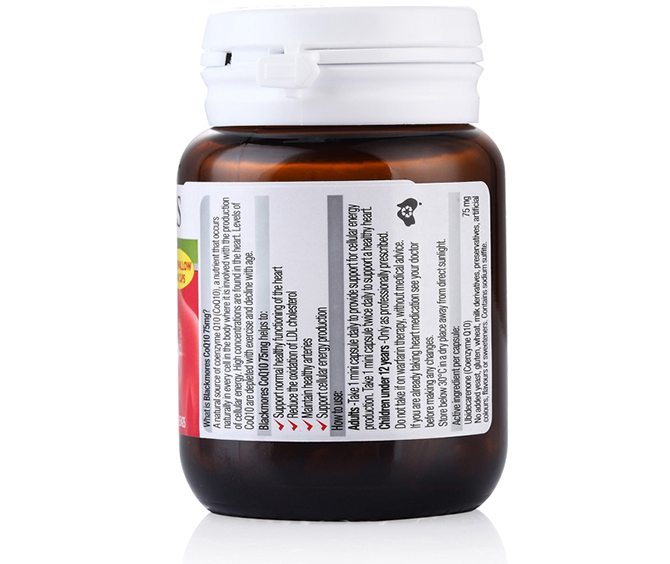 S
What is Blackmores CoQ10 75mg?
A natural source of coenzyme Q10 (CoQ10), a nutrient that occurs
naturally in every cell in the body where it is involved with the production
of cellular energy. High concentrations are found in the heart. Levels of
CoQ10 are depleted with exercise and decline with age.
Blackmores CoQ10 75mg helps to:
✓ Support normal healthy functioning of the heart
✓ Reduce the oxidation of LDL cholesterol
✓ Maintain healthy arteries
✓ Support cellular energy production
How to use:
Adults - Take 1 mini capsule daily to provide support for cellular energy
production. Take 1 mini capsule twice daily to support a healthy heart.
Children under 12 years -Only as professionally prescribed.
Do not take if on warfarin therapy, without medical advice.
If you are already taking heart medication see your doctor
before making any changes.
Store below 30°C in a dry place away from direct sunlight.
Active ingredient per capsule:
Ubidecarenone (Coenzyme Q10) 75 mg
No added yeast, gluten, wheat, milk derivatives, preservatives, artificial
colours, flavours or sweeteners. Contains sodium sulfite.